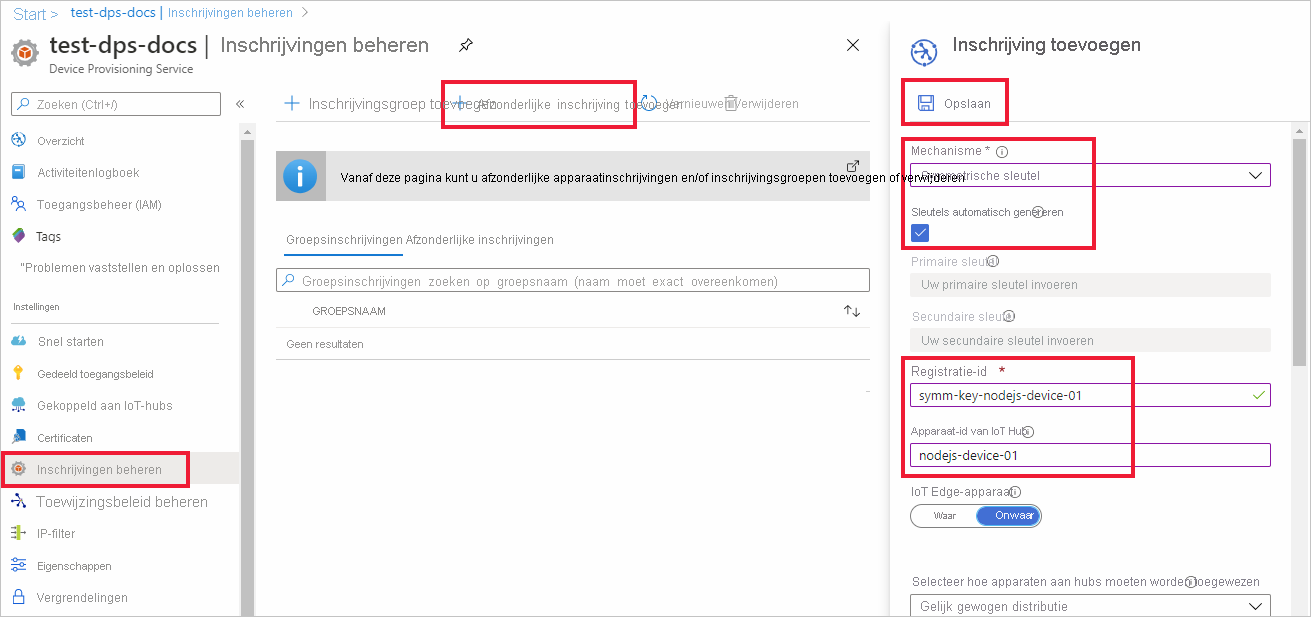 Start > test-dps-docs | Inschrijvingen beheren >
test-dps-docs | Inschrijvingen beheren
Device Provisioning Service
Zoeken (Ctrl+/)
«
Overzicht
Activiteitenlogboek
Toegangsbeheer (IAM)
Tags
"Problemen vaststellen en oplossen
Instellingen
Snel starten
Gedeeld toegangsbeleid
Gekoppeld aan IoT-hubs
Certificaten
Inschrijvingen beheren
Toewijzingsbeleid beheren
IP-filter
Eigenschappen
Vergrendelingen
Inschrijvingsgroep toevoegen
Afzonderlijke inschrijving toevoegen
Vernieuwen
Verwijderen
Vanaf deze pagina kunt u afzonderlijke apparaatinschrijvingen en/of inschrijvingsgroepen toevoegen of verwijderen
Groepsinschrijvingen Afzonderlijke inschrijvingen
Groepsinschrijvingen zoeken op groepsnaam (naam moet exact overeenkomen)
GROEPSNAAM
Geen resultaten
Inschrijving toevoegen
Opslaan
Mechanisme *
Symmetrische sleutel
Sleutels automatisch genereren
Primaire sleutel
Uw primaire sleutel invoeren
Secundaire sleutel
Uw secundaire sleutel invoeren
Registratie-id *
symm-key-nodejs-device-01
Apparaat-id van IoT Hub
nodejs-device-01
IoT Edge-apparaat
Waar Onwaar
Selecteer hoe apparaten aan hubs moeten worden toegewezen
Gelijk gewogen distributie